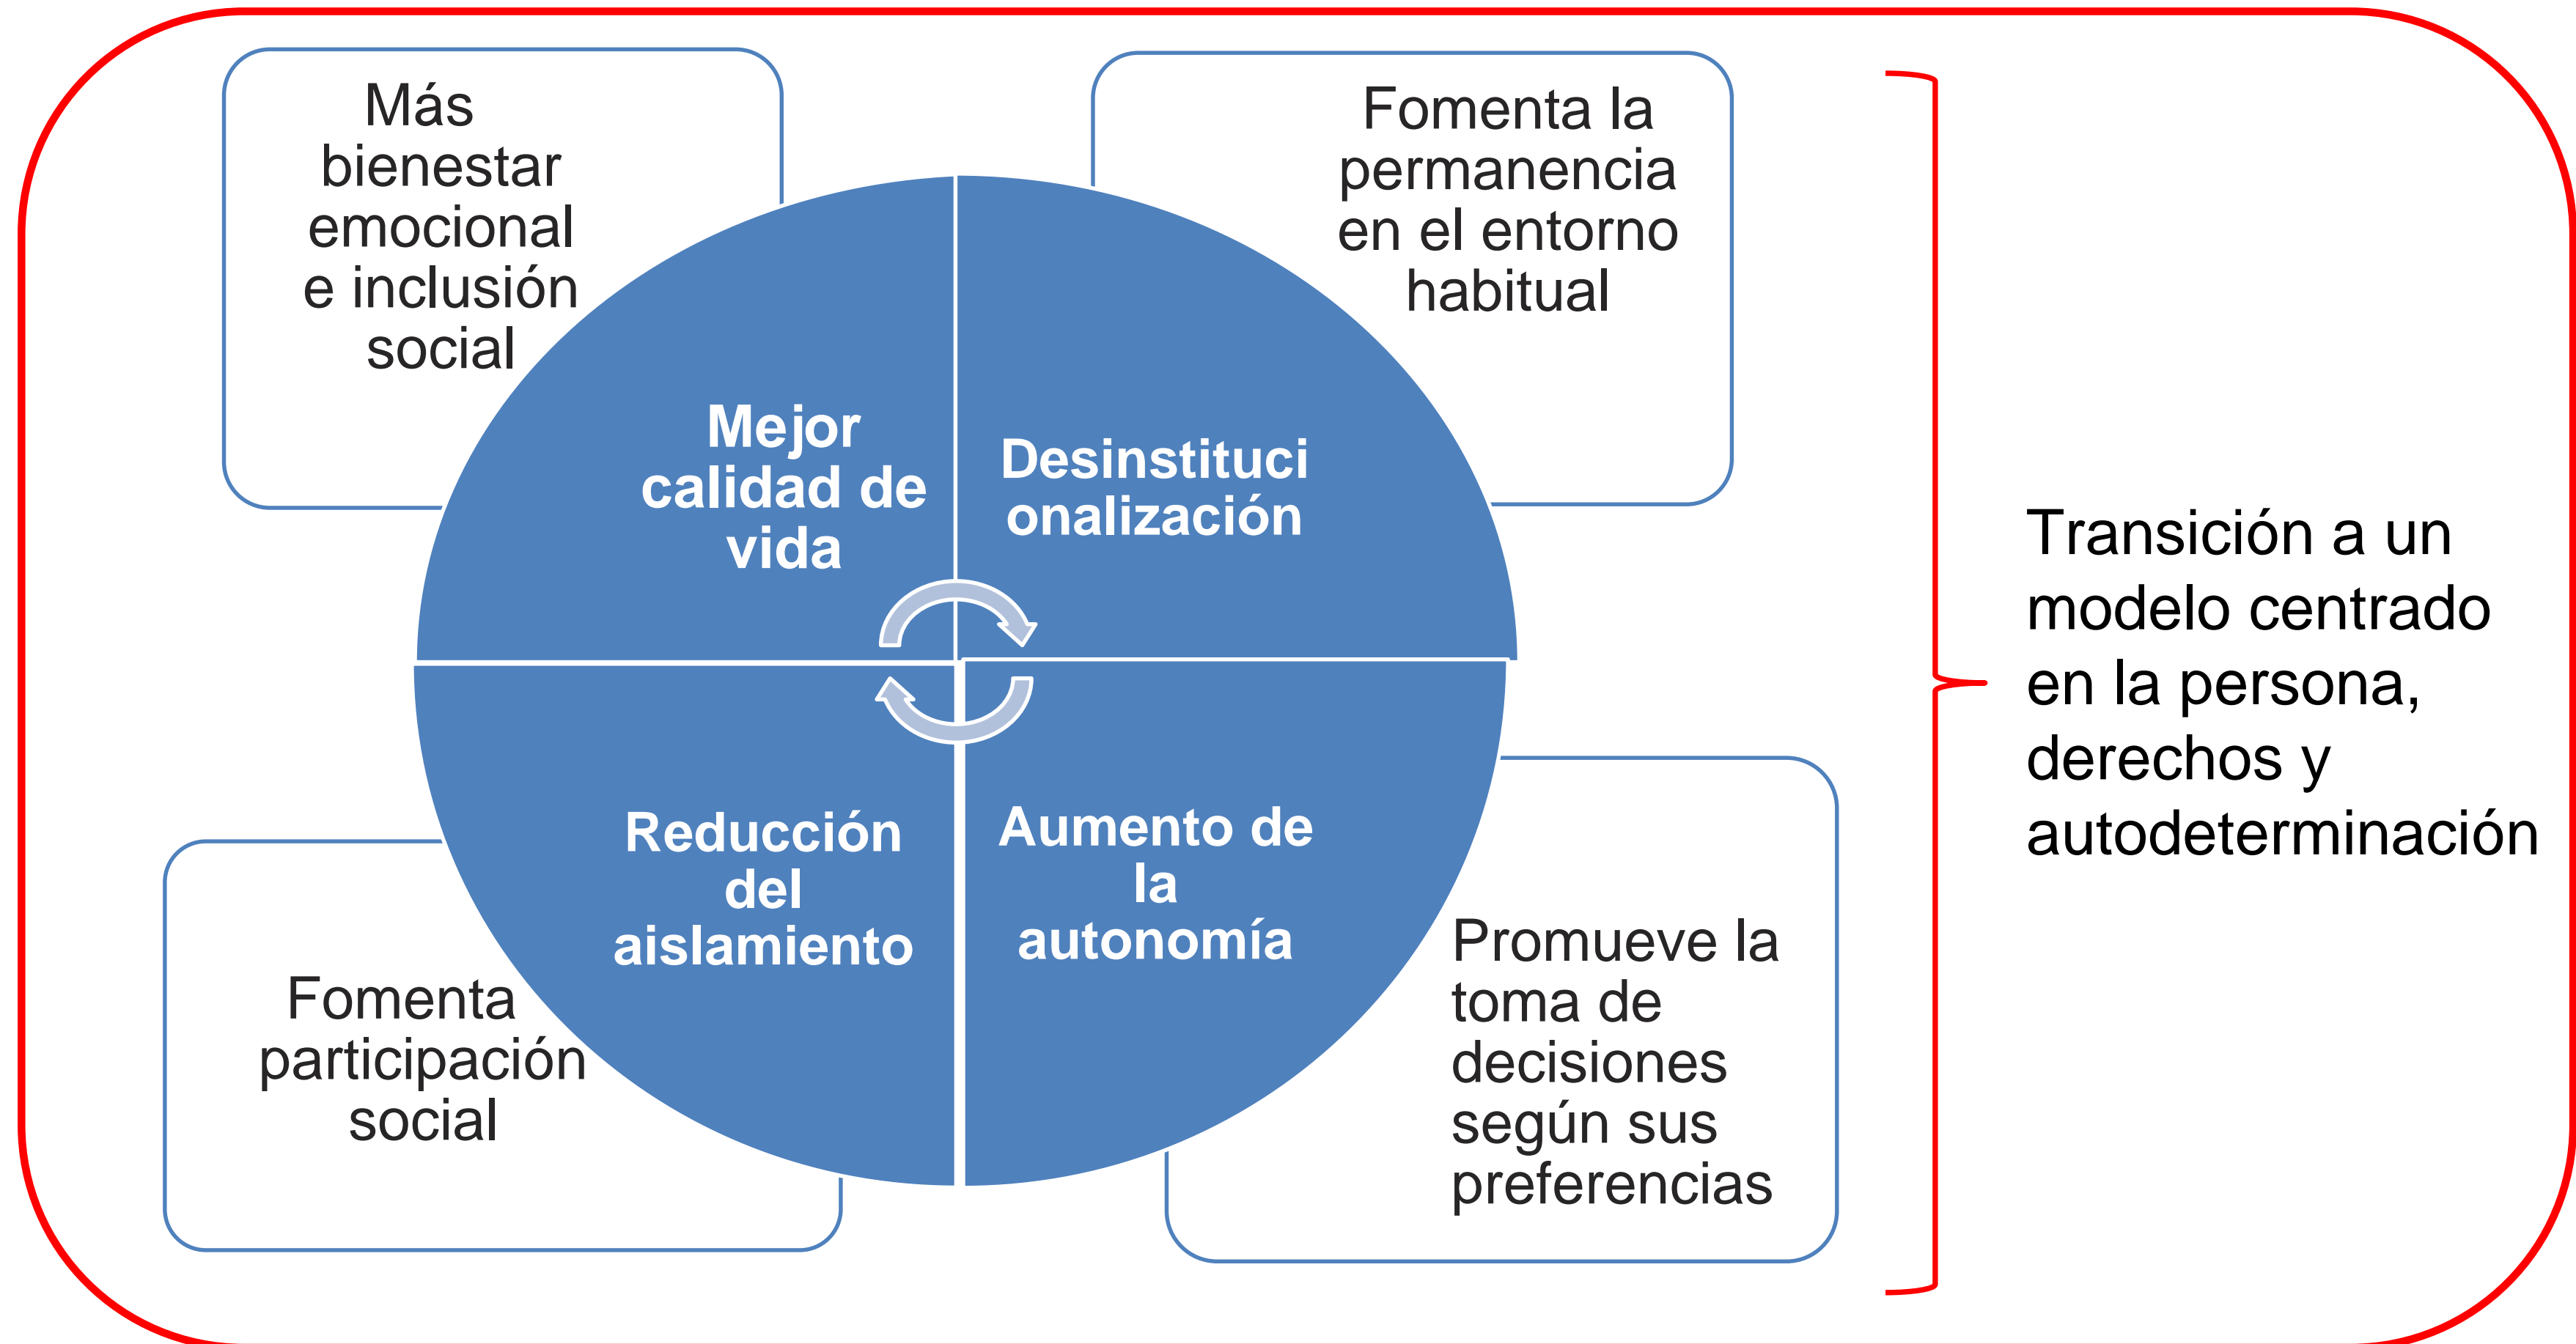 Más
bienestar
emocional
e inclusión
social
Fomenta la
permanencia
en el entorno
habitual
Mejor
calidad de
vida
Desinstituci
onalización
Reducción
del
aislamiento
Aumento de
la
autonomía
Fomenta
participación
social
Promueve la
toma de
decisiones
según sus
preferencias
Transición a un
modelo centrado
en la persona,
derechos y
autodeterminación